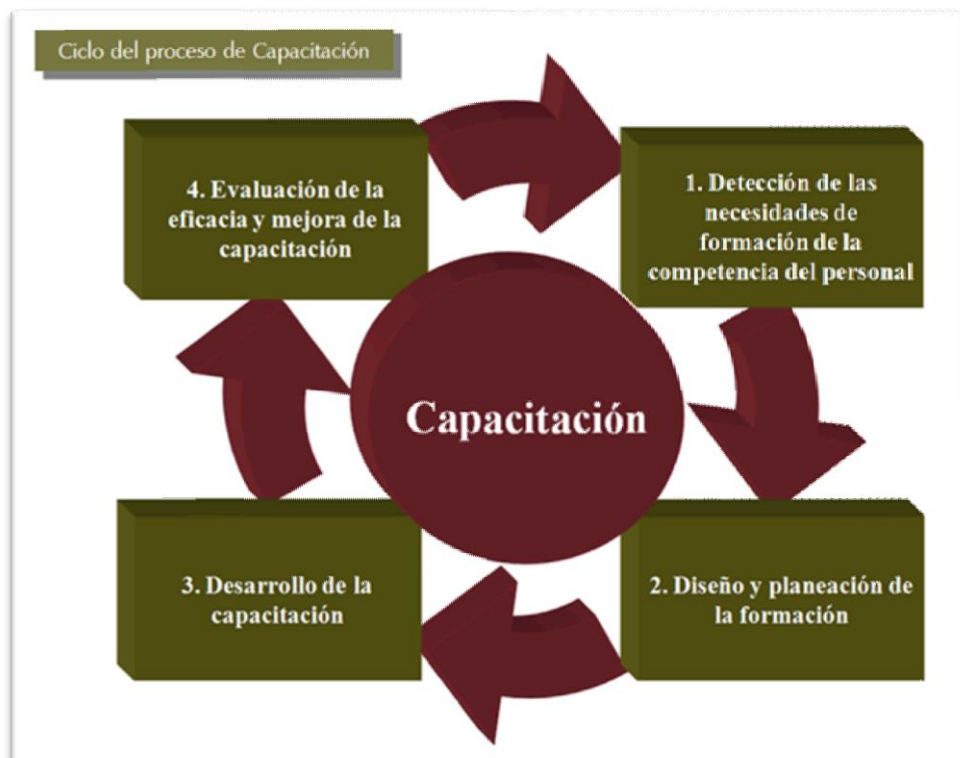 Ciclo del proceso de Capacitación
4. Evaluación de la
eficacia y mejora de la
capacitación
1. Detección de las
necesidades de
formación de la
competencia del personal
Capacitación
3. Desarrollo de la
capacitación
2. Diseño y planeación de
la formación